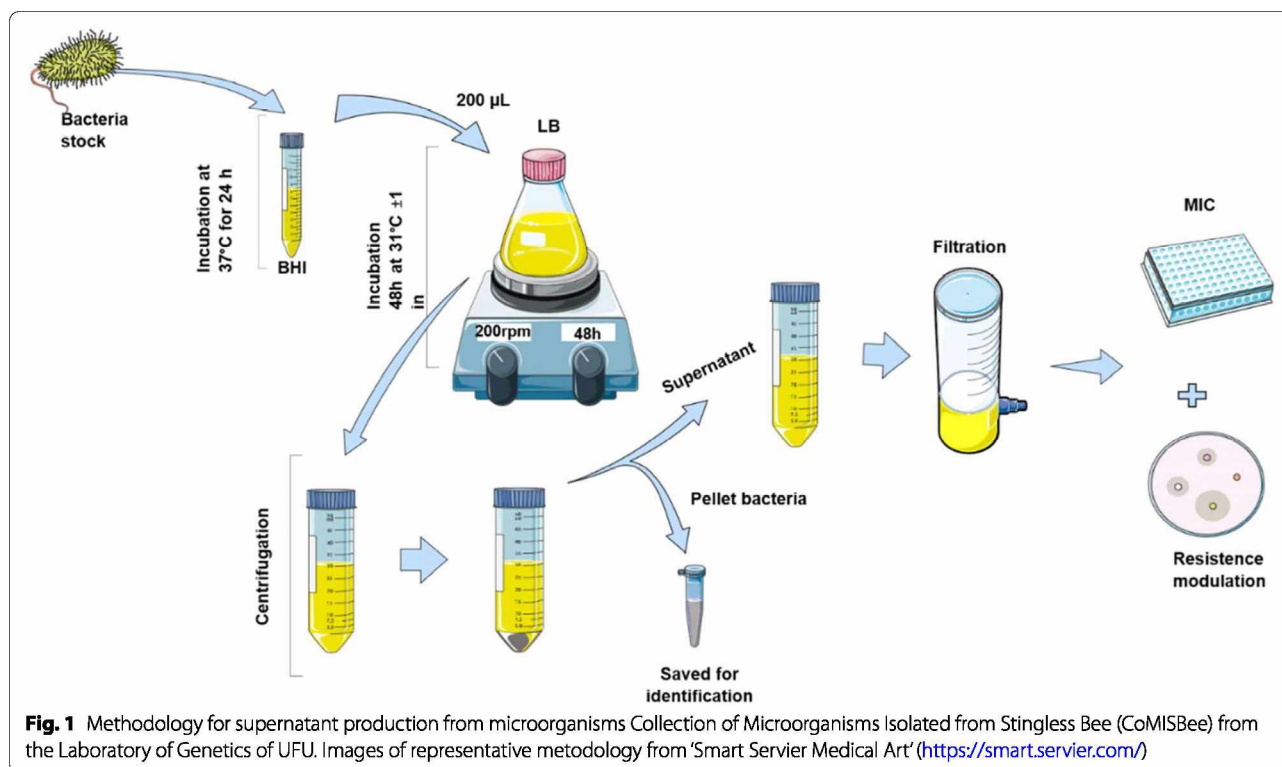 Bacteria
stock
Incubation at
37°C for 24 h
BHI
200 µL
LB
Incubation
48h at 31°C ±1
in
200rpm
48h
Centrifugation
Supernatant
Pellet bacteria
Saved for
identification
Filtration
MIC
Resistence
modulation
Fig. 1 Methodology for supernatant production from microorganisms Collection of Microorganisms Isolated from Stingless Bee (CoMISBee) from
the Laboratory of Genetics of UFU. Images of representative metodology from ‘Smart Servier Medical Art’ (https://smart.servier.com/)